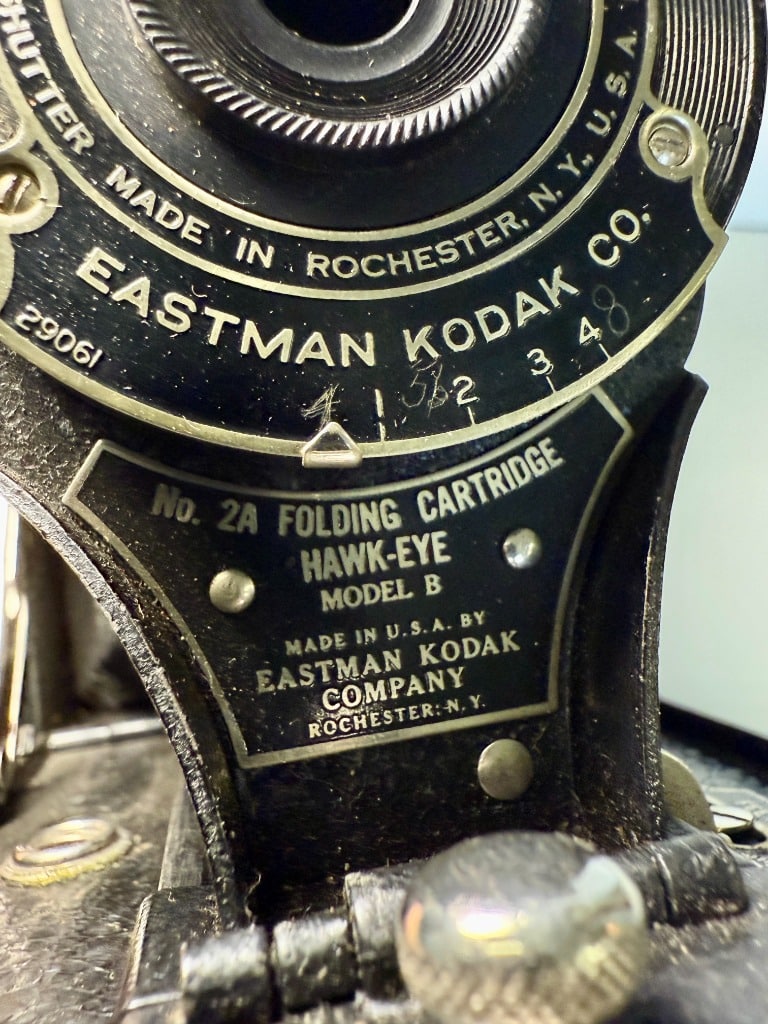 SHUTTER MADE IN ROCHESTER, N.Y., U.S.A.
EASTMAN KODAK CO.
29061
1 2 3 4 8
No. 2A FOLDING CARTRIDGE
HAWK-EYE
MODEL B
MADE IN U.S.A. BY
EASTMAN KODAK
COMPANY
ROCHESTER, N.Y.